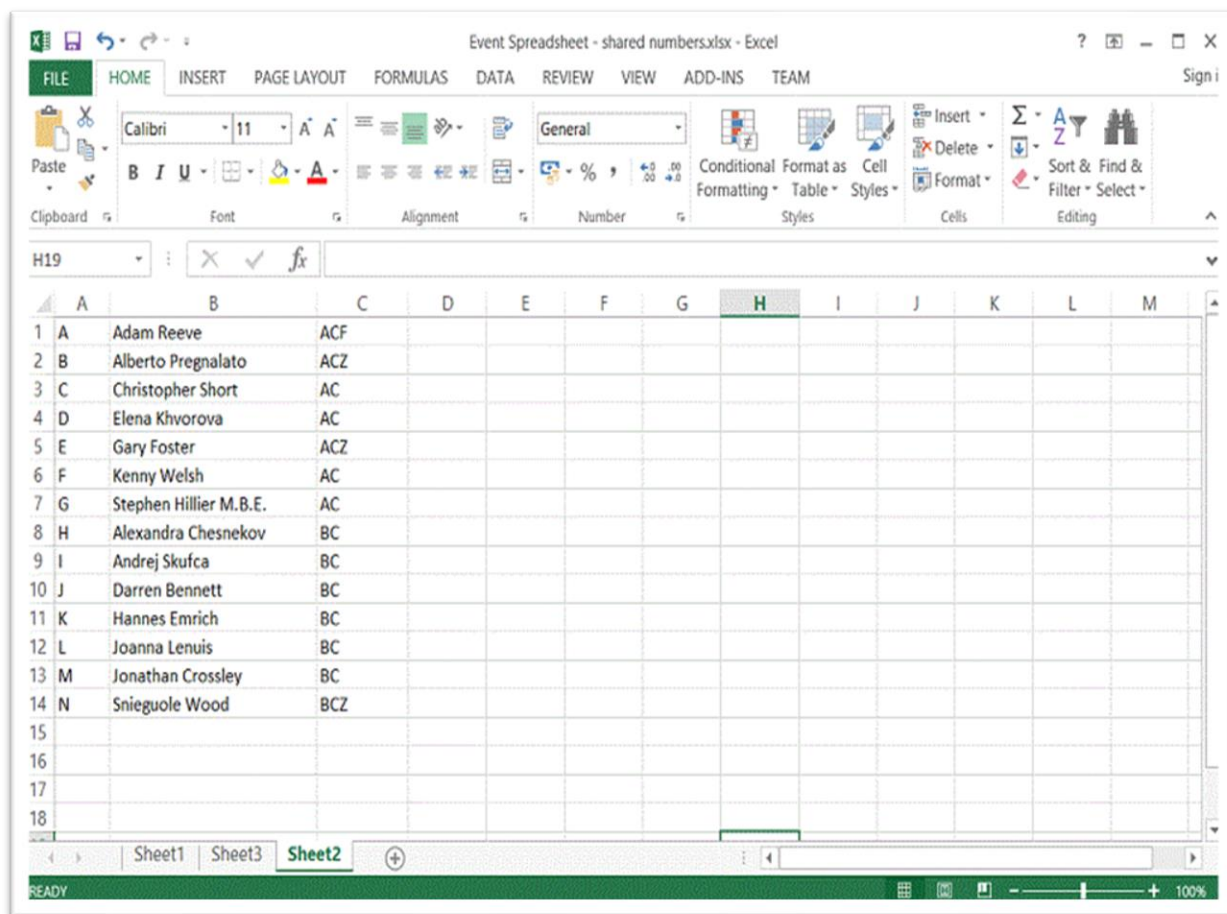 Event Spreadsheet - shared numbers.xlsx - Excel
?
FILE HOME INSERT PAGE LAYOUT FORMULAS DATA REVIEW VIEW ADD-INS TEAM Sign i
Calibri 11 A A General Insert
Delete
Format
Paste B I U A % , Conditional Formatting Format as Table Cell Styles Sort & Filter Find & Select
Clipboard Font Alignment Number Styles Cells Editing
H19 fx
A B C D E F G H I J K L M
1 A Adam Reeve ACF
2 B Alberto Pregnalato ACZ
3 C Christopher Short AC
4 D Elena Khvorova AC
5 E Gary Foster ACZ
6 F Kenny Welsh AC
7 G Stephen Hillier M.B.E. AC
8 H Alexandra Chesnekov BC
9 I Andrej Skufca BC
10 J Darren Bennett BC
11 K Hannes Emrich BC
12 L Joanna Lenuis BC
13 M Jonathan Crossley BC
14 N Snieguole Wood BCZ
15
16
17
18
Sheet1 Sheet3 Sheet2
READY 100%